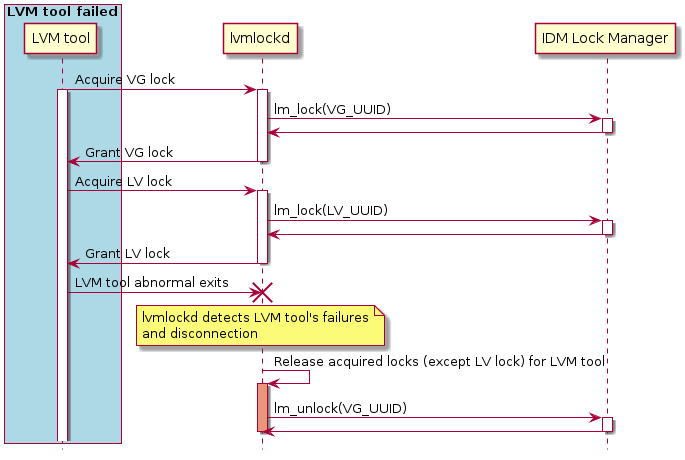 LVM tool failed
LVM tool
lvmlockd
IDM Lock Manager
Acquire VG lock
lm_lock(VG_UUID)
Grant VG lock
Acquire LV lock
lm_lock(LV_UUID)
Grant LV lock
LVM tool abnormal exits
lvmlockd detects LVM tool's failures
and disconnection
Release acquired locks (except LV lock) for LVM tool
lm_unlock(VG_UUID)